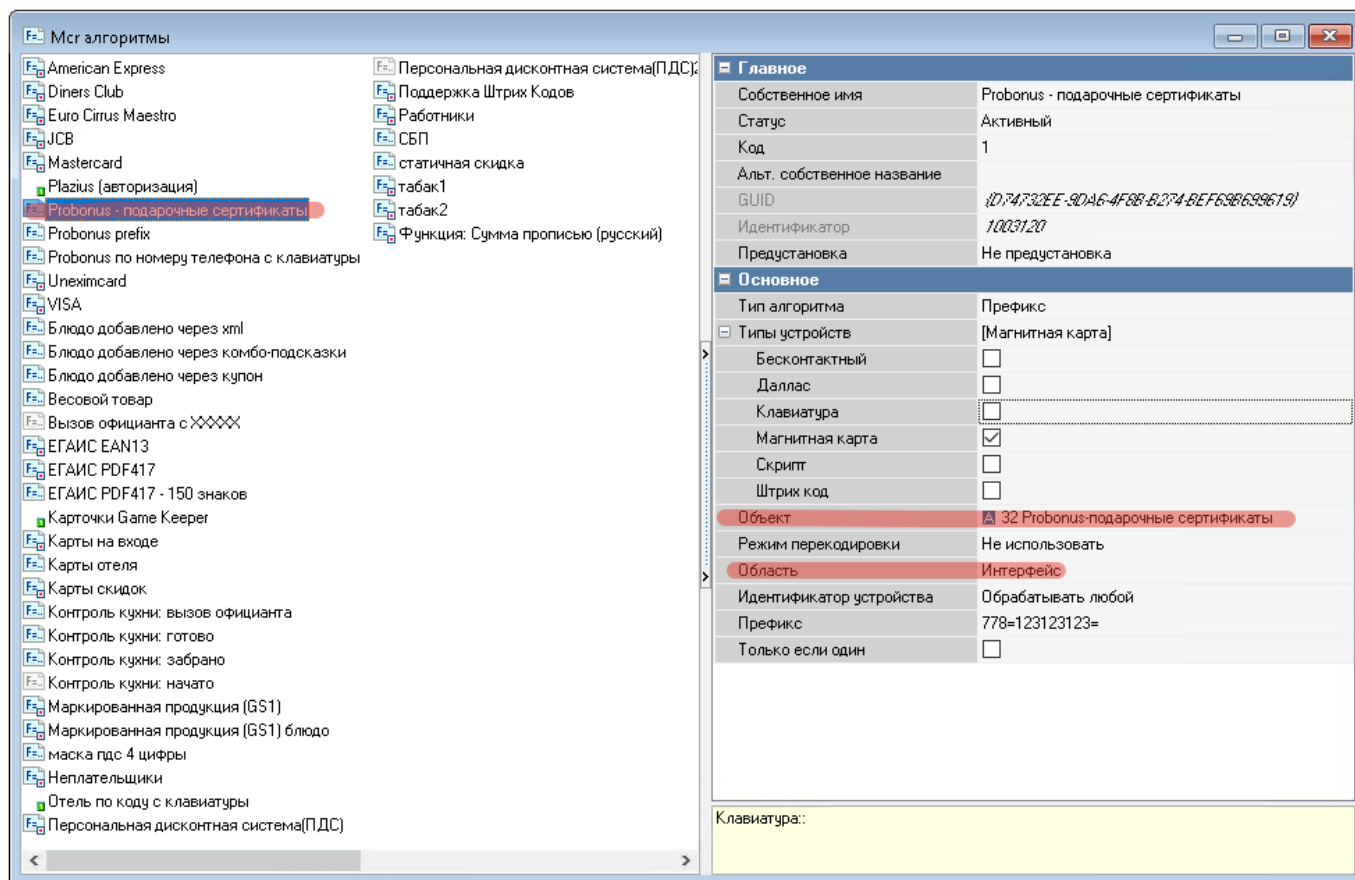 Mcr алгоритмы
American Express
Diners Club
Euro Cirrus Maestro
JCB
Mastercard
Plazius (авторизация)
Probonus - подарочные сертификаты
Probonus prefix
Probonus по номеру телефона с клавиатуры
Uneximcard
VISA
Блюдо добавлено через xml
Блюдо добавлено через комбо-подсказки
Блюдо добавлено через купон
Весовой товар
Вызов официанта с XXXXX
ЕГАИС EAN13
ЕГАИС PDF417
ЕГАИС PDF417 - 150 знаков
Карточки Game Keeper
Карты на входе
Карты отеля
Карты скидок
Контроль кухни: вызов официанта
Контроль кухни: готово
Контроль кухни: забрано
Контроль кухни: начато
Маркированная продукция (GS1)
Маркированная продукция (GS1) блюдо
маска пдс 4 цифры
Неплательщики
Отель по коду с клавиатуры
Персональная дисконтная система(ПДС)
Персональная дисконтная система(ПДС)2
Поддержка Штрих Кодов
Работники
СБП
статичная скидка
табак1
табак2
Функция: Сумма прописью (русский)
Главное
Собственное имя Probonus - подарочные сертификаты
Статус Активный
Код 1
Альт. собственное название
GUID {D74732EE-9DA6-4F8B-B274-BEF69B699619}
Идентификатор 1003120
Предустановка Не предустановка
Основное
Тип алгоритма Префикс
Типы устройств [Магнитная карта]
Бесконтактный
Даллас
Клавиатура
Магнитная карта
Скрипт
Штрих код
Объект 32 Probonus-подарочные сертификаты
Режим перекодировки Не использовать
Область Интерфейс
Идентификатор устройства Обрабатывать любой
Префикс 778=123123123=
Только если один
Клавиатура::